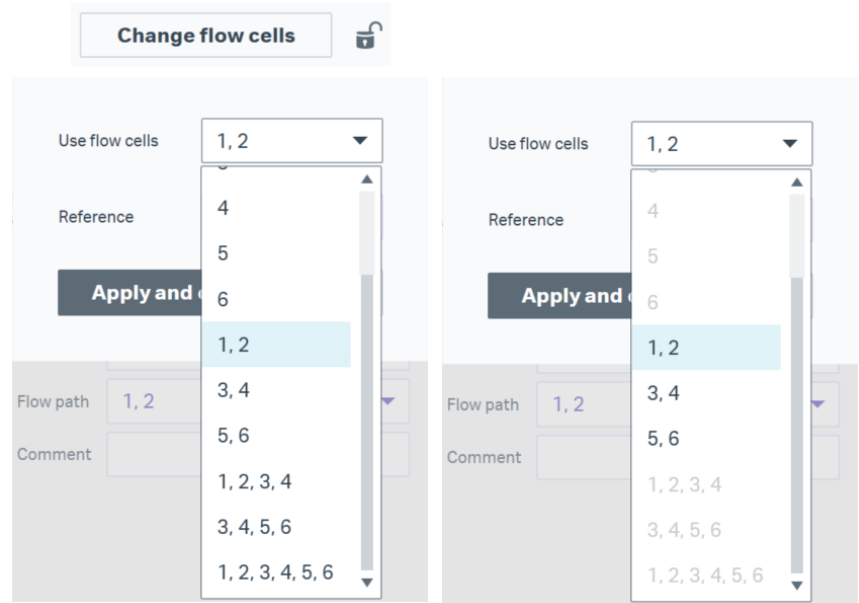 Change flow cells
Use flow cells
1, 2
4
Reference
5
6
Apply and
1, 2
3, 4
Flow path
1, 2
5, 6
Comment
1, 2, 3, 4
3, 4, 5, 6
1, 2, 3, 4, 5, 6
Use flow cells
1, 2
4
Reference
5
6
Apply and
1, 2
3, 4
Flow path
1, 2
5, 6
Comment
1, 2, 3, 4
3, 4, 5, 6
1, 2, 3, 4, 5, 6